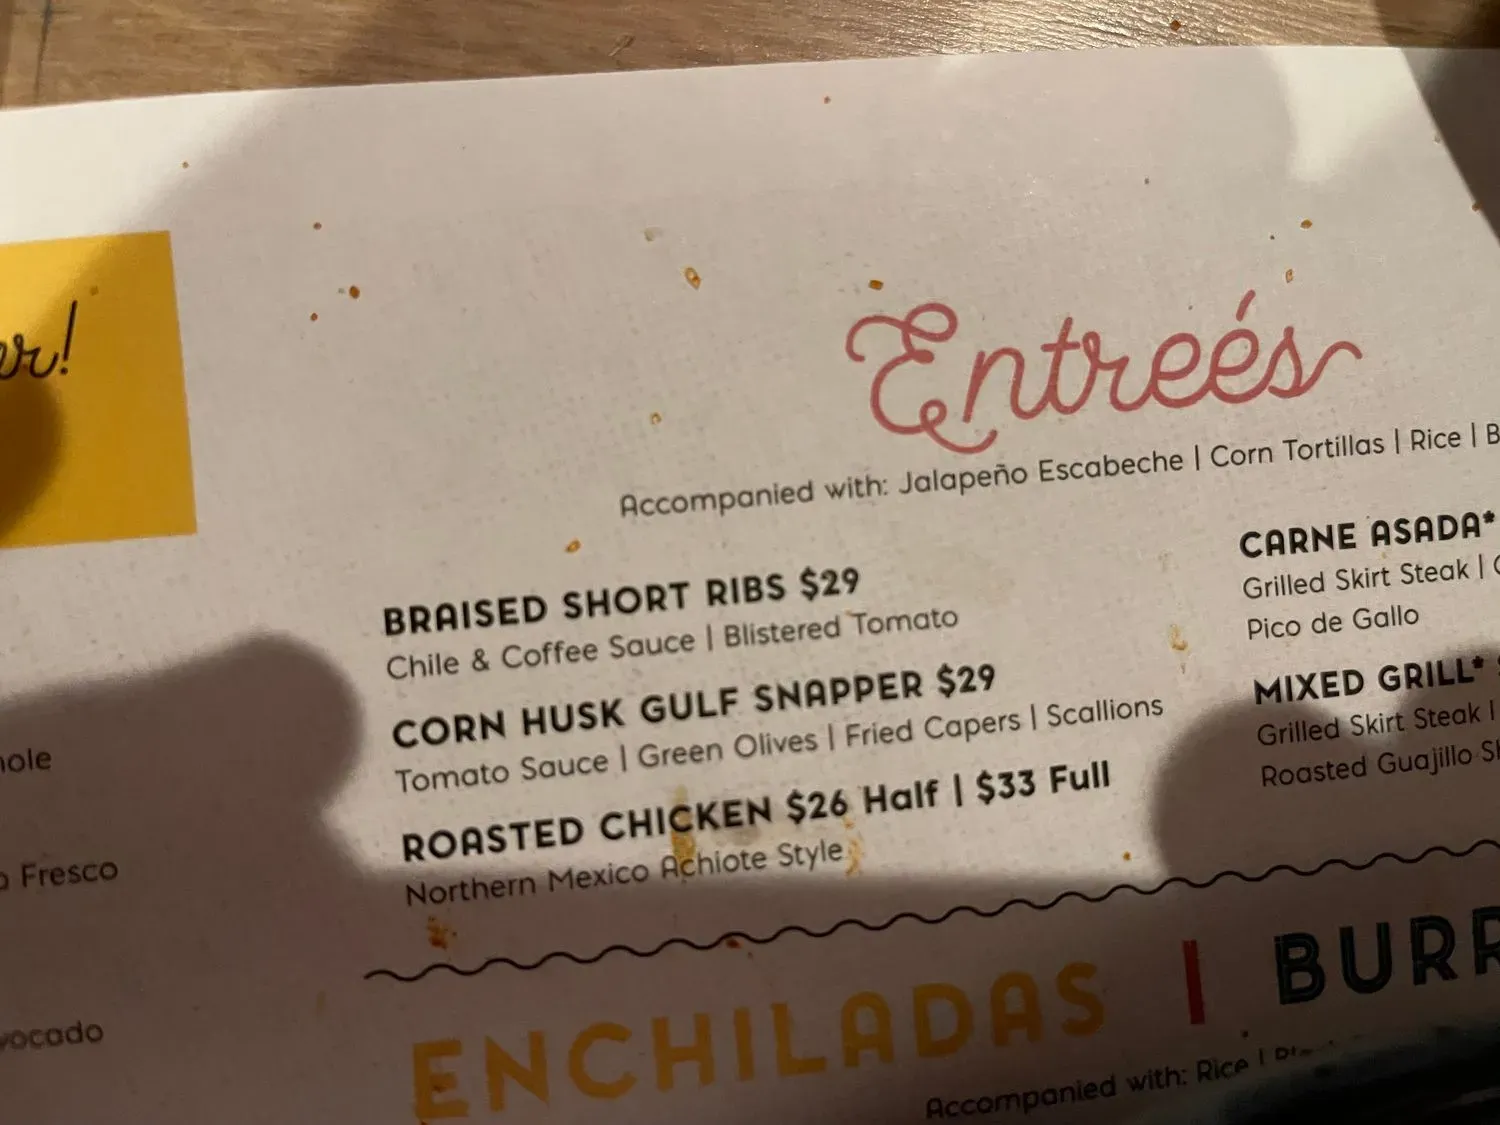 Entreés
Accompanied with: Jalapeño Escabeche | Corn Tortillas | Rice |
BRAISED SHORT RIBS $29
Chile & Coffee Sauce | Blistered Tomato
CORN HUSK GULF SNAPPER $29
Tomato Sauce | Green Olives | Fried Capers | Scallions
ROASTED CHICKEN $26 Half | $33 Full
Northern Mexico Achiote Style
CARNE ASADA*
Grilled Skirt Steak |
Pico de Gallo
MIXED GRILL*
Grilled Skirt Steak |
Roasted Guajillo
Fresco
ENCHILADAS | BURR
Accompanied with: Rice |